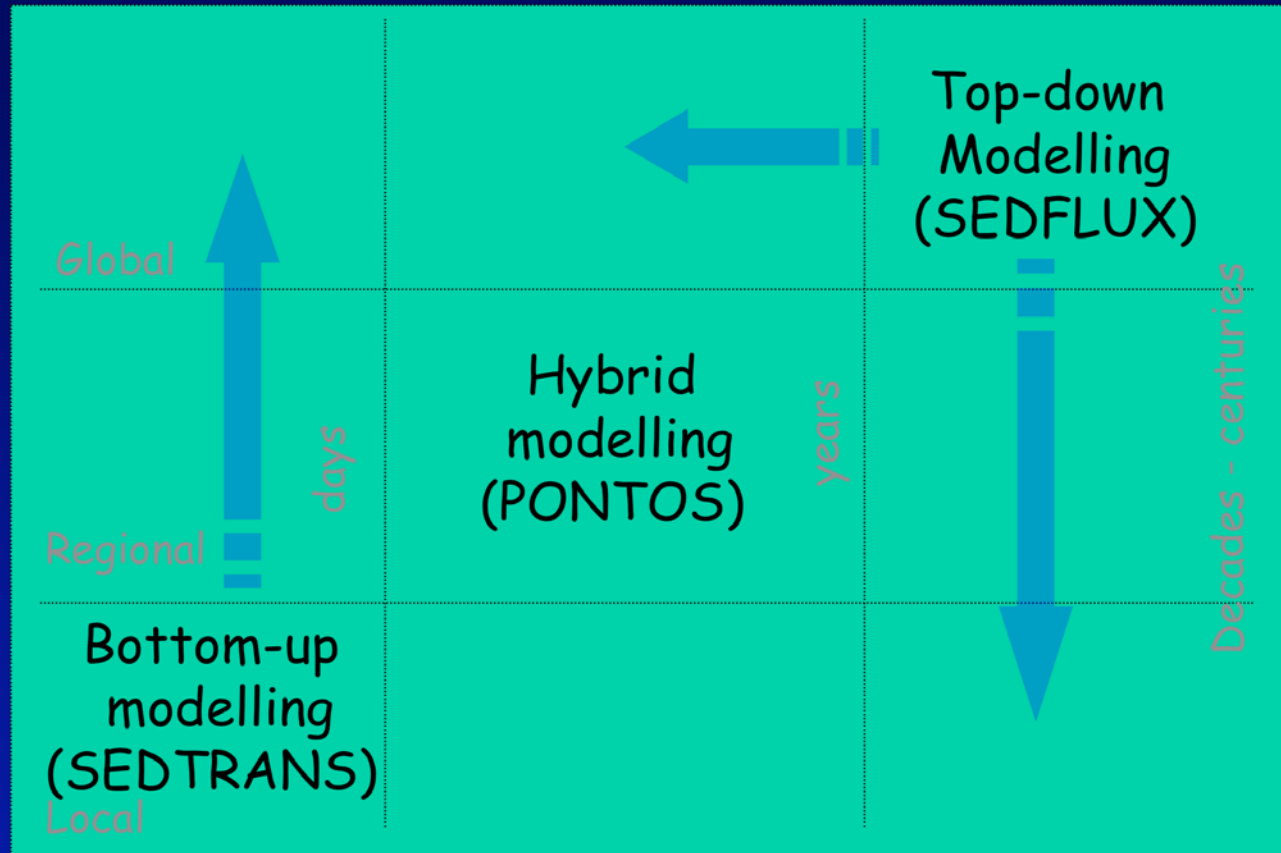 Top-down
Modelling
(SEDFLUX)
Global
Hybrid
modelling
(PONTOS)
days
years
Decades - centuries
Regional
Bottom-up
modelling
(SEDTRANS)
Local